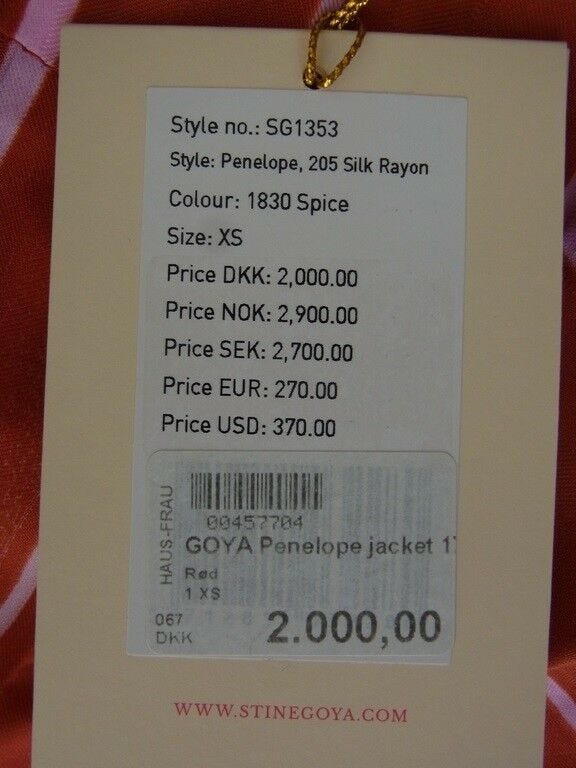 Style no.: SG1353
Style: Penelope, 205 Silk Rayon
Colour: 1830 Spice
Size: XS
Price DKK: 2,000.00
Price NOK: 2,900.00
Price SEK: 2,700.00
Price EUR: 270.00
Price USD: 370.00
HAUS-FRAU
00457704
GOYA Penelope jacket 17
Rød
1 XS
067
DKK 2.000,00
WWW.STINEGOYA.COM